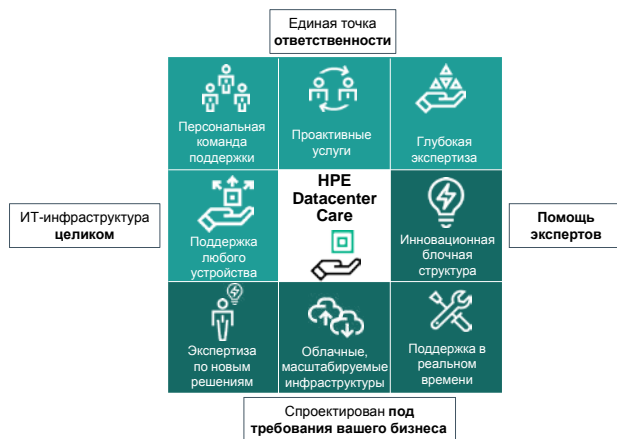 Единая точка
ответственности
Персональная
команда
поддержки
Проактивные
услуги
Глубокая
экспертиза
ИТ-инфраструктура
целиком
Поддержка
любого
устройства
HPE
Datacenter
Care
Инновационная
блочная
структура
Помощь
экспертов
Экспертиза
по новым
решениям
Облачные,
масштабируемые
инфраструктуры
Поддержка в
реальном
времени
Спроектирован под
требования вашего бизнеса